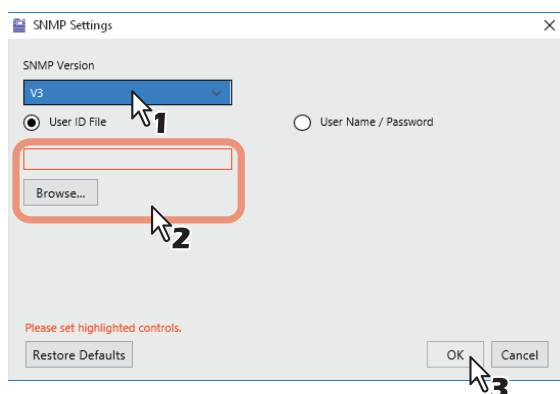 SNMP Settings
SNMP Version
V3
1
User ID File
User Name / Password
Browse...
2
Please set highlighted controls.
Restore Defaults
OK
Cancel
3